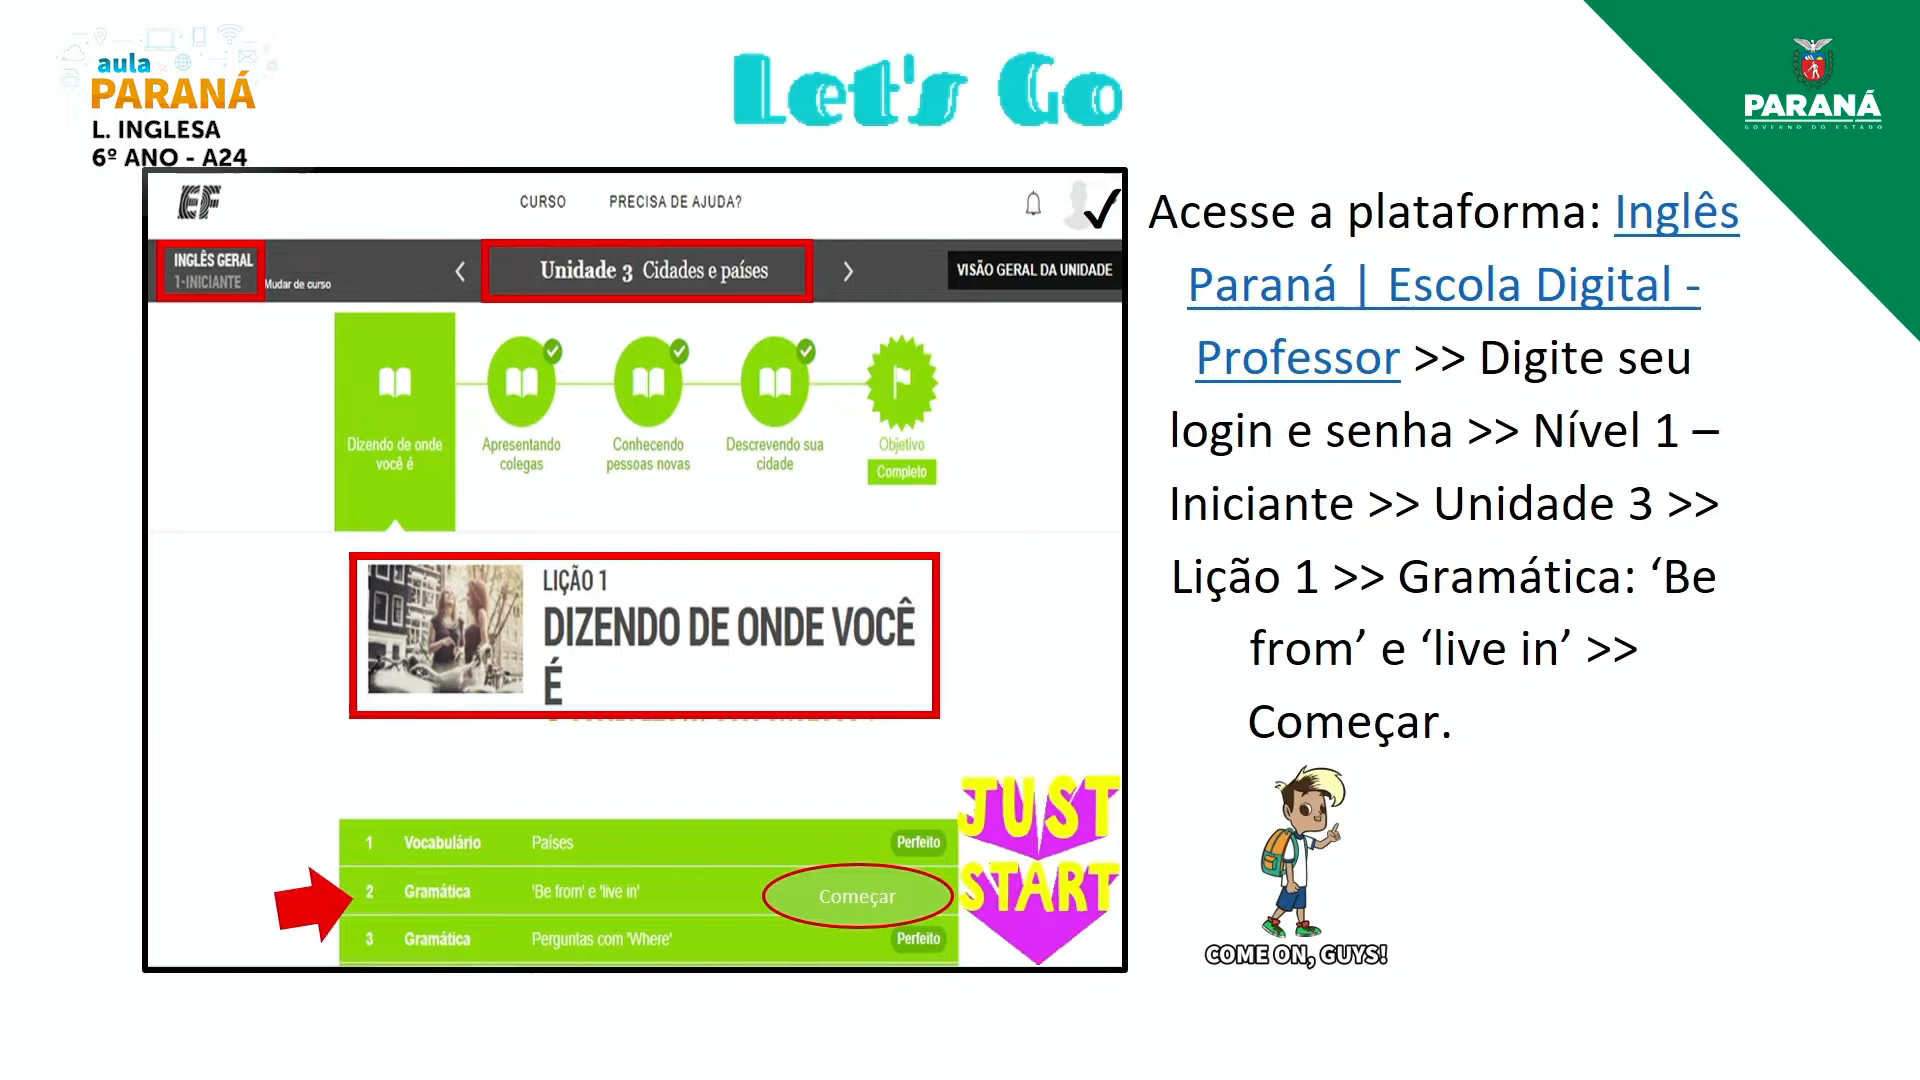 aula
PARANÁ
L. INGLESA
6º ANO - A24
Let's Go
PARANÁ
GOVERNO DO ESTADO
EF
CURSO
PRECISA DE AJUDA?
INGLÊS GERAL
1-INICIANTE
Mudar de curso
Unidade 3 Cidades e países
VISÃO GERAL DA UNIDADE
Dizendo de onde
você é
Apresentando
colegas
Conhecendo
pessoas novas
Descrevendo sua
cidade
Objetivo
Completo
LIÇÃO 1
DIZENDO DE ONDE VOCÊ
É
1 Vocabulário Países Perfeito
2 Gramática 'Be from' e 'live in' Começar
3 Gramática Perguntas com 'Where' Perfeito
JUST
START
Acesse a plataforma: Inglês
Paraná | Escola Digital -
Professor >> Digite seu
login e senha >> Nível 1 –
Iniciante >> Unidade 3 >>
Lição 1 >> Gramática: ‘Be
from’ e ‘live in’ >>
Começar.
COME ON, GUYS!